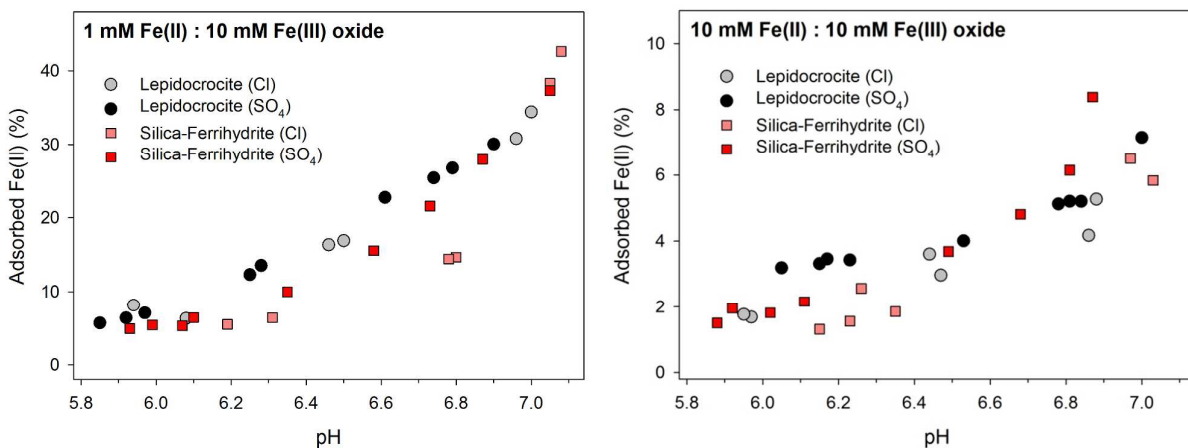 1 mM Fe(II) : 10 mM Fe(III) oxide
Lepidocrocite (Cl)
Lepidocrocite (SO₄)
Silica-Ferrihydrite (Cl)
Silica-Ferrihydrite (SO₄)
Adsorbed Fe(II) (%)
40
30
20
10
0
5.8 6.0 6.2 6.4 6.6 6.8 7.0
pH
10 mM Fe(II) : 10 mM Fe(III) oxide
Lepidocrocite (Cl)
Lepidocrocite (SO₄)
Silica-Ferrihydrite (Cl)
Silica-Ferrihydrite (SO₄)
Adsorbed Fe(II) (%)
10
8
6
4
2
0
5.8 6.0 6.2 6.4 6.6 6.8 7.0
pH